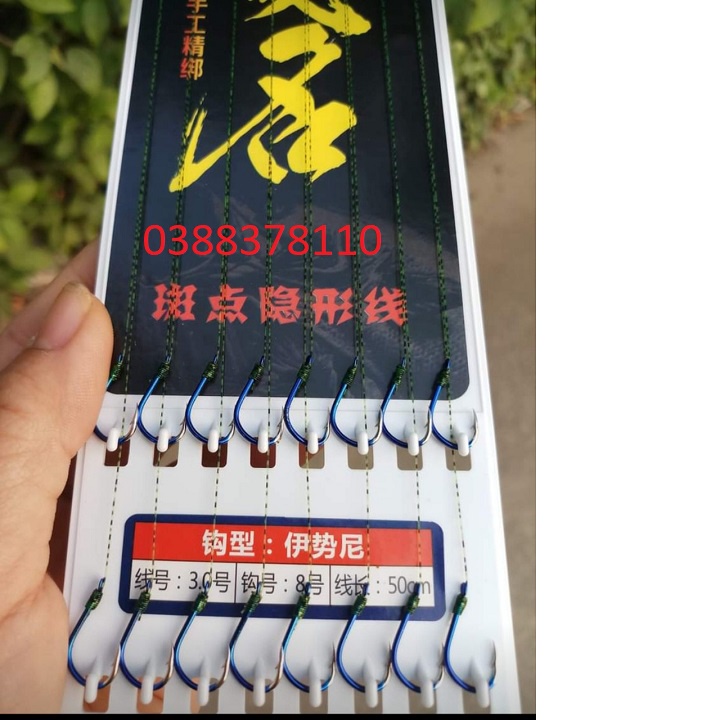 手工精绑
0388378110
斑点隐形线
钩型：伊势尼
线号：3.0号 钩号：8号 线长：50cm